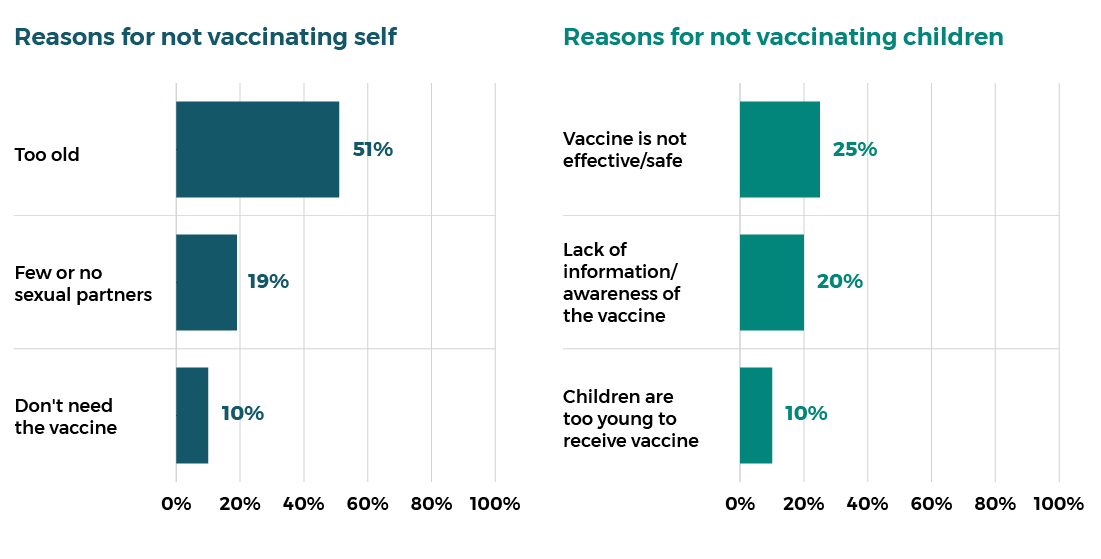 Reasons for not vaccinating self
Too old
51%
Few or no
sexual partners
19%
Don't need
the vaccine
10%
0% 20% 40% 60% 80% 100%
Reasons for not vaccinating children
Vaccine is not
effective/safe
25%
Lack of
information/
awareness of
the vaccine
20%
Children are
too young to
receive vaccine
10%
0% 20% 40% 60% 80% 100%